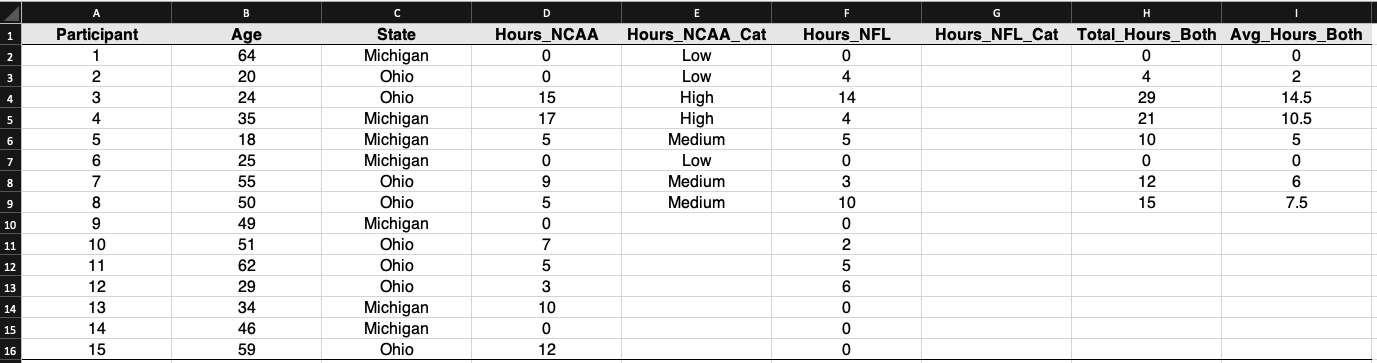 A B C D E F G H I
1 Participant Age State Hours_NCAA Hours_NCAA_Cat Hours_NFL Hours_NFL_Cat Total_Hours_Both Avg_Hours_Both
2 1 64 Michigan 0 Low 0 0 0
3 2 20 Ohio 0 Low 4 4 2
4 3 24 Ohio 15 High 14 29 14.5
5 4 35 Michigan 17 High 4 21 10.5
6 5 18 Michigan 5 Medium 5 10 5
7 6 25 Michigan 0 Low 0 0 0
8 7 55 Ohio 9 Medium 3 12 6
9 8 50 Ohio 5 Medium 10 15 7.5
10 9 49 Michigan 0 0
11 10 51 Ohio 7 2
12 11 62 Ohio 5 5
13 12 29 Ohio 3 6
14 13 34 Michigan 10 0
15 14 46 Michigan 0 0
16 15 59 Ohio 12 0